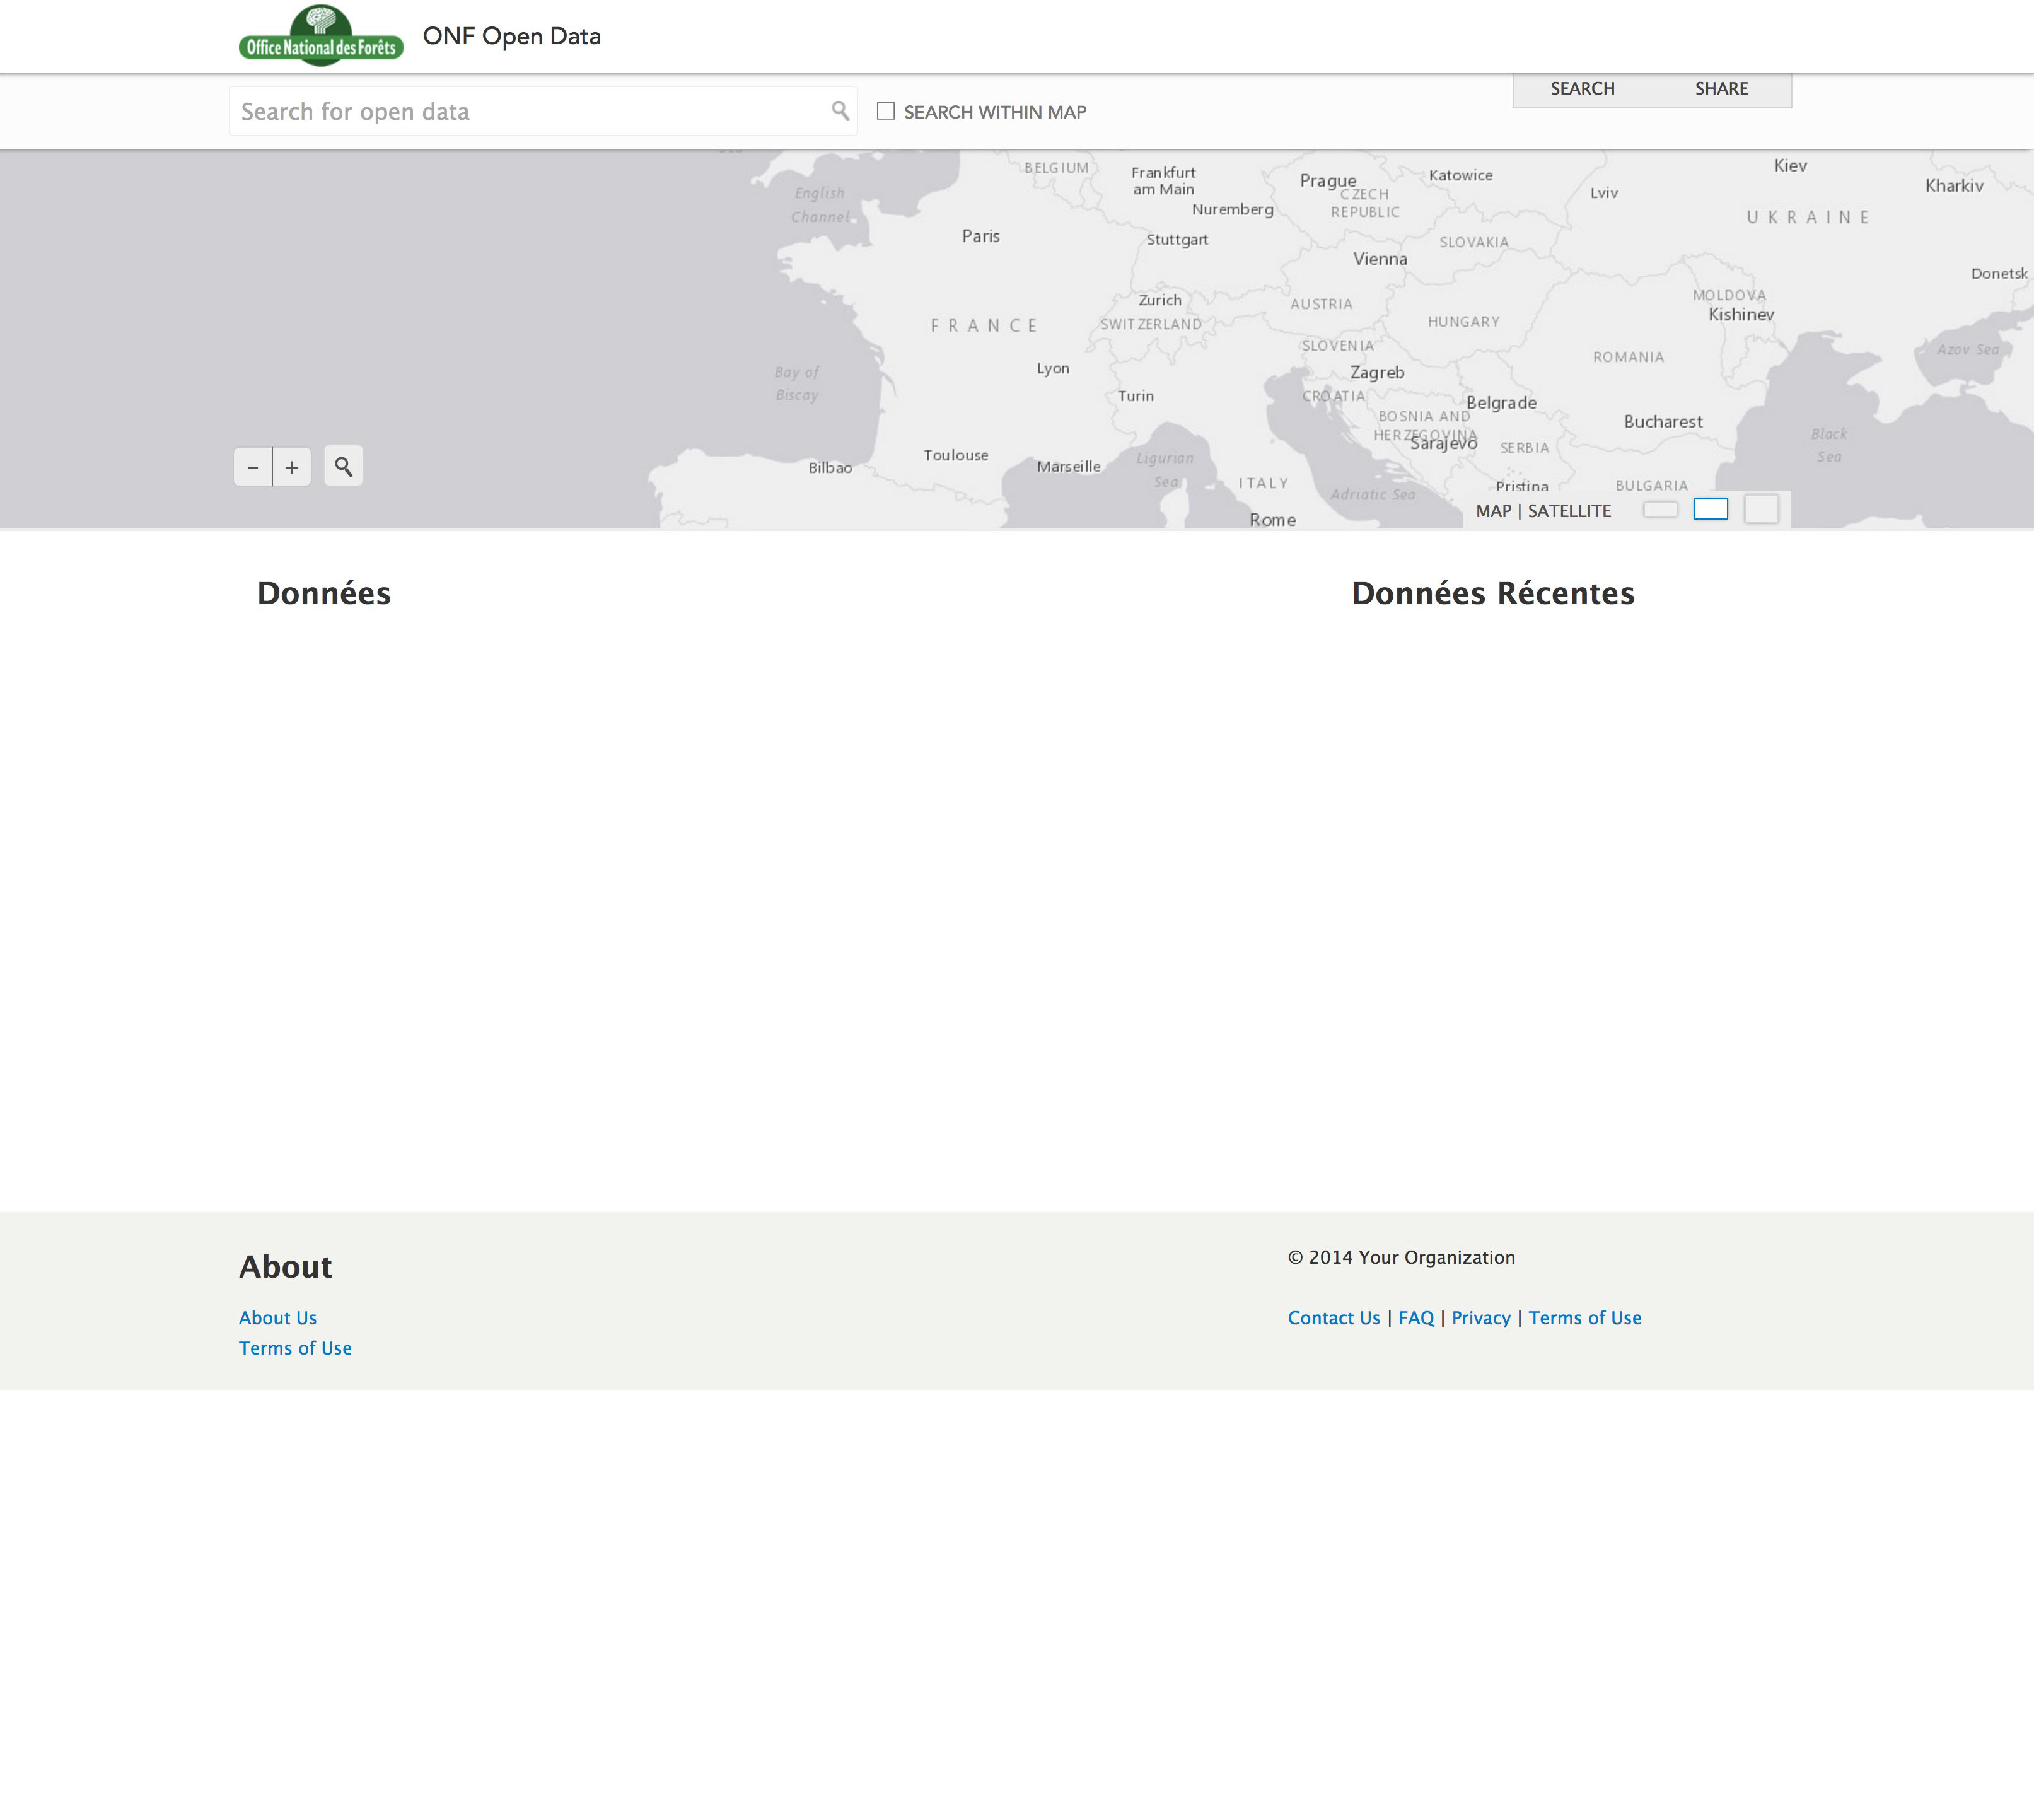 Office National des Forêts
ONF Open Data
SEARCH
SHARE
Search for open data
SEARCH WITHIN MAP
BELGIUM
Frankfurt
am Main
Prague
Katowice
Kiev
Kharkiv
English
Channel
CZECH
REPUBLIC
Lviv
Nuremberg
UKRAINE
Paris
Stuttgart
SLOVAKIA
Vienna
Donetsk
Zurich
AUSTRIA
MOLDOVA
Kishinev
FRANCE
SWITZERLAND
HUNGARY
SLOVENIA
Azov Sea
ROMANIA
Lyon
Zagreb
Bay of
Biscay
Turin
CROATIA
Belgrade
BOSNIA AND
HERZEGOVINA
Sarajevo
Bucharest
Black
Sea
SERBIA
Toulouse
Marseille
Ligurian
Sea
Bilbao
ITALY
Adriatic Sea
Pristina
BULGARIA
Rome
− +
MAP | SATELLITE
Données
Données Récentes
About
© 2014 Your Organization
About Us
Contact Us | FAQ | Privacy | Terms of Use
Terms of Use